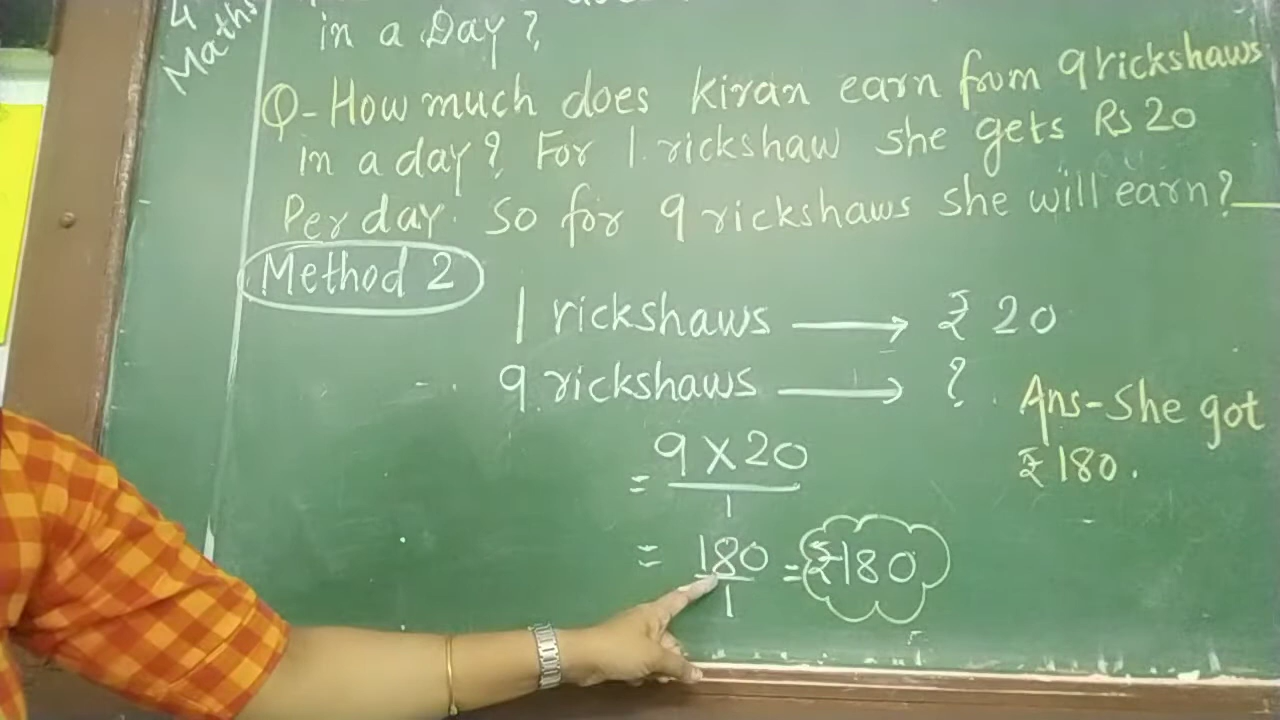 4
Maths
in a Day?
Q-How much does kiran earn from 9 rickshaws
in a day? For 1 rickshaw she gets Rs 20
Per day. So for 9 rickshaws she will earn?
Method 2
1 rickshaws → ₹ 20
9 rickshaws → ?
= 9 X 20
1
= 180 = ₹180
1
Ans-She got
₹180.